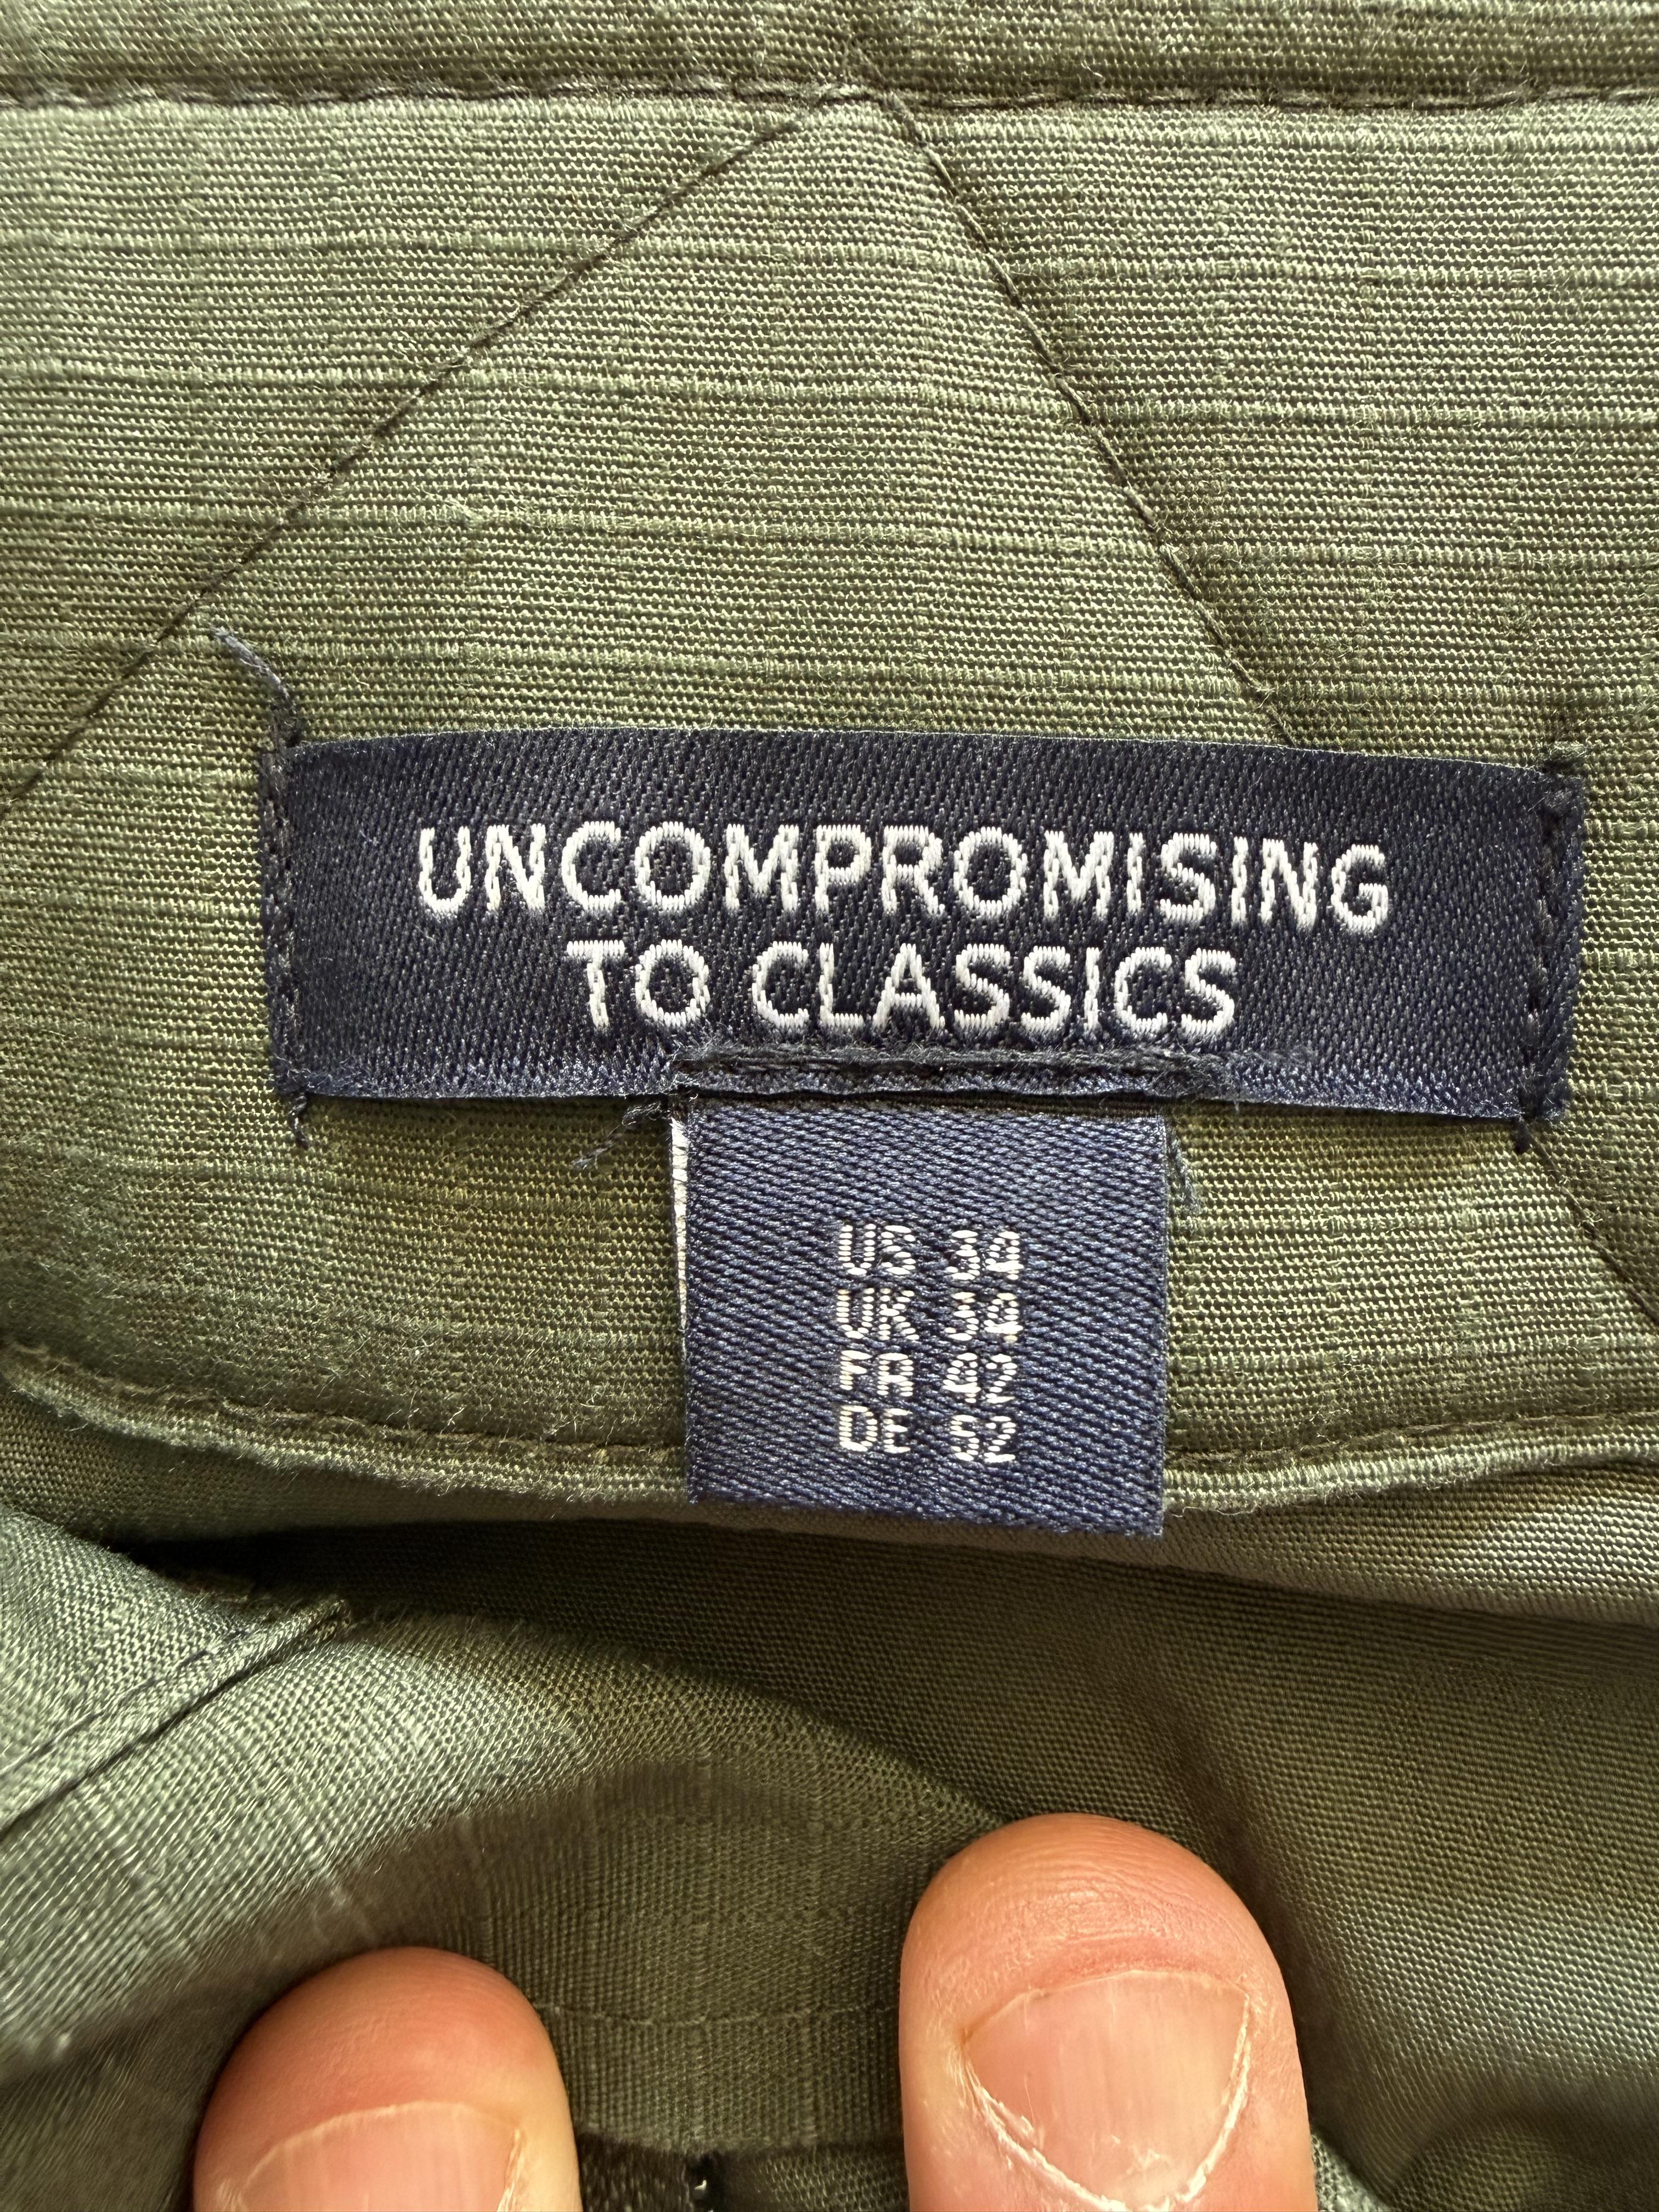 UNCOMPROMISING
TO CLASSICS
US 34
UK 34
FR 42
DE 52